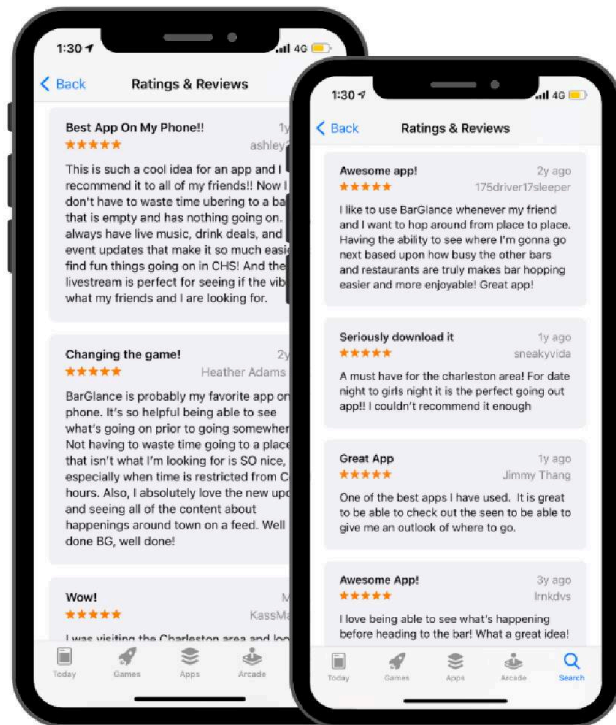 1:30
4G
Back
Ratings & Reviews
Best App On My Phone!!
1y
This is such a cool idea for an app and I
recommend it to all of my friends!! Now I
don't have to waste time ubering to a ba
that is empty and has nothing going on.
always have live music, drink deals, and
event updates that make it so much easie
find fun things going on in CHS! And the
livestream is perfect for seeing if the vib
what my friends and I are looking for.
Changing the game!
2y
Heather Adams
BarGlance is probably my favorite app on
phone. It's so helpful being able to see
what's going on prior to going somewher
Not having to waste time going to a place
that isn't what I'm looking for is SO nice,
especially when time is restricted from C
hours. Also, I absolutely love the new upd
and seeing all of the content about
happenings around town on a feed. Well
done BG, well done!
Wow!
M
KassMa
I was visiting the Charleston area and loo
Today
Games
Apps
Arcade
1:30
4G
Back
Ratings & Reviews
Awesome app!
2y ago
175driver17sleeper
I like to use BarGlance whenever my friend
and I want to hop around from place to place.
Having the ability to see where I'm gonna go
next based upon how busy the other bars
and restaurants are truly makes bar hopping
easier and more enjoyable! Great app!
Seriously download it
1y ago
sneakyvida
A must have for the charleston area! For date
night to girls night it is the perfect going out
app!! I couldn't recommend it enough
Great App
1y ago
Jimmy Thang
One of the best apps I have used. It is great
to be able to check out the seen to be able to
give me an outlook of where to go.
Awesome App!
3y ago
lrnkdvs
I love being able to see what's happening
before heading to the bar! What a great idea!
Today
Games
Apps
Arcade
Search